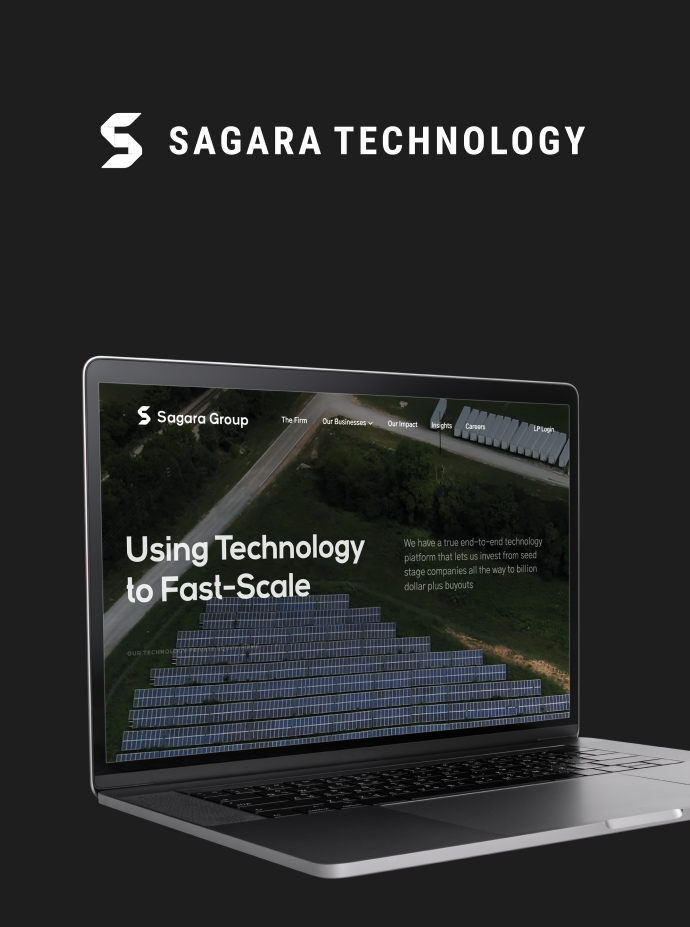 SAGARA TECHNOLOGY
Sagara Group
The Firm
Our Businesses
Our Impact
Insights
Careers
LP Login
Using Technology
to Fast-Scale
We have a true end-to-end technology
platform that lets us invest from seed
stage companies all the way to billion
dollar plus buyouts
OUR TECHNOLOGY